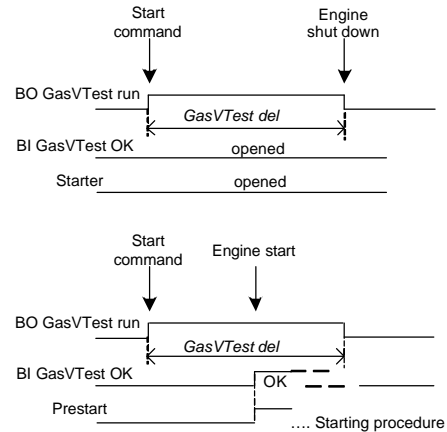 Start
command
Engine
shut down
BO GasVTest run
GasVTest del
BI GasVTest OK
opened
Starter
opened
Start
command
Engine start
BO GasVTest run
GasVTest del
BI GasVTest OK
OK
Prestart
.... Starting procedure